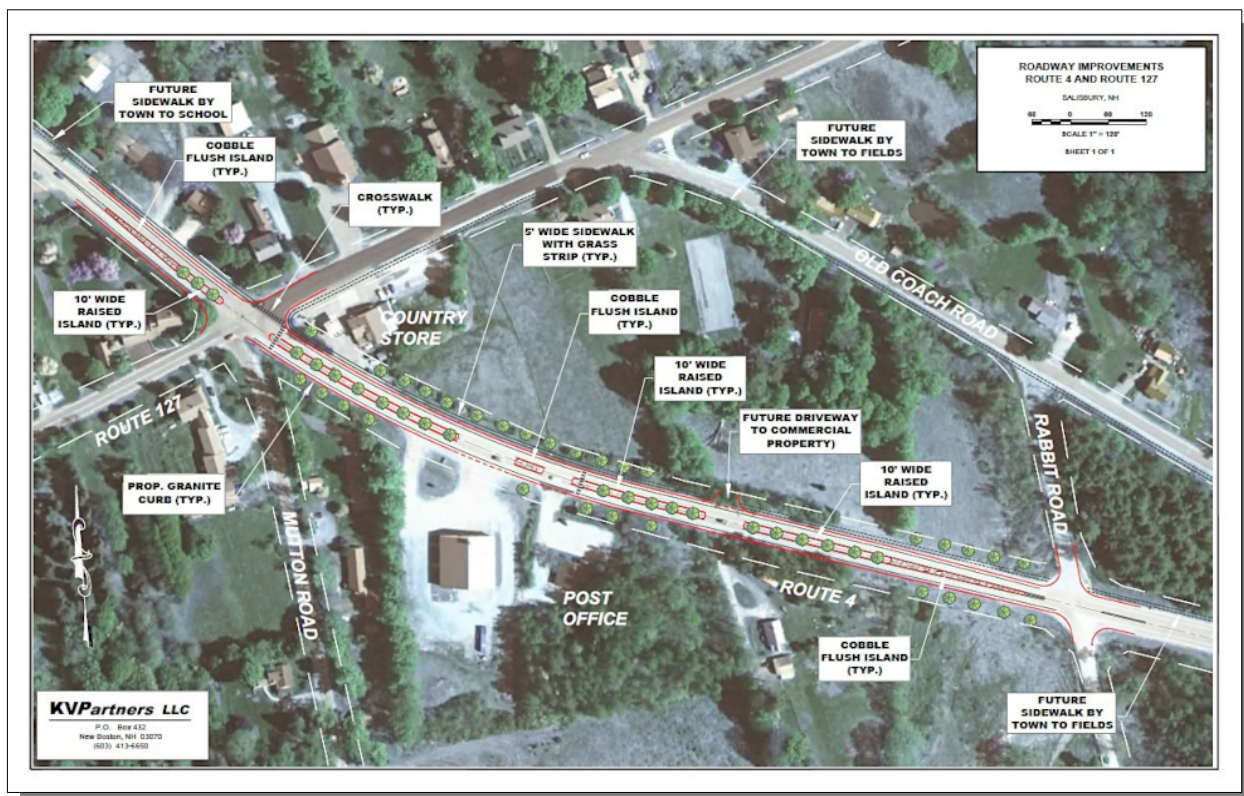 ROADWAY IMPROVEMENTS
ROUTE 4 AND ROUTE 127
SALISBURY, NH
60 0 60 120
SCALE 1" = 120'
SHEET 1 OF 1
FUTURE
SIDEWALK BY
TOWN TO SCHOOL
COBBLE
FLUSH ISLAND
(TYP.)
CROSSWALK
(TYP.)
FUTURE
SIDEWALK BY
TOWN TO FIELDS
5' WIDE SIDEWALK
WITH GRASS
STRIP (TYP.)
OLD COACH ROAD
10' WIDE
RAISED
ISLAND (TYP.)
COUNTRY
STORE
COBBLE
FLUSH ISLAND
(TYP.)
10' WIDE
RAISED
ISLAND (TYP.)
ROUTE 127
FUTURE DRIVEWAY
TO COMMERCIAL
PROPERTY)
RABBIT ROAD
10' WIDE
RAISED
ISLAND (TYP.)
PROP. GRANITE
CURB (TYP.)
MUTTON ROAD
POST
OFFICE
ROUTE 4
COBBLE
FLUSH ISLAND
(TYP.)
FUTURE
SIDEWALK BY
TOWN TO FIELDS
KVPartners LLC
P.O. Box 432
New Boston, NH 03070
(603) 413-6650